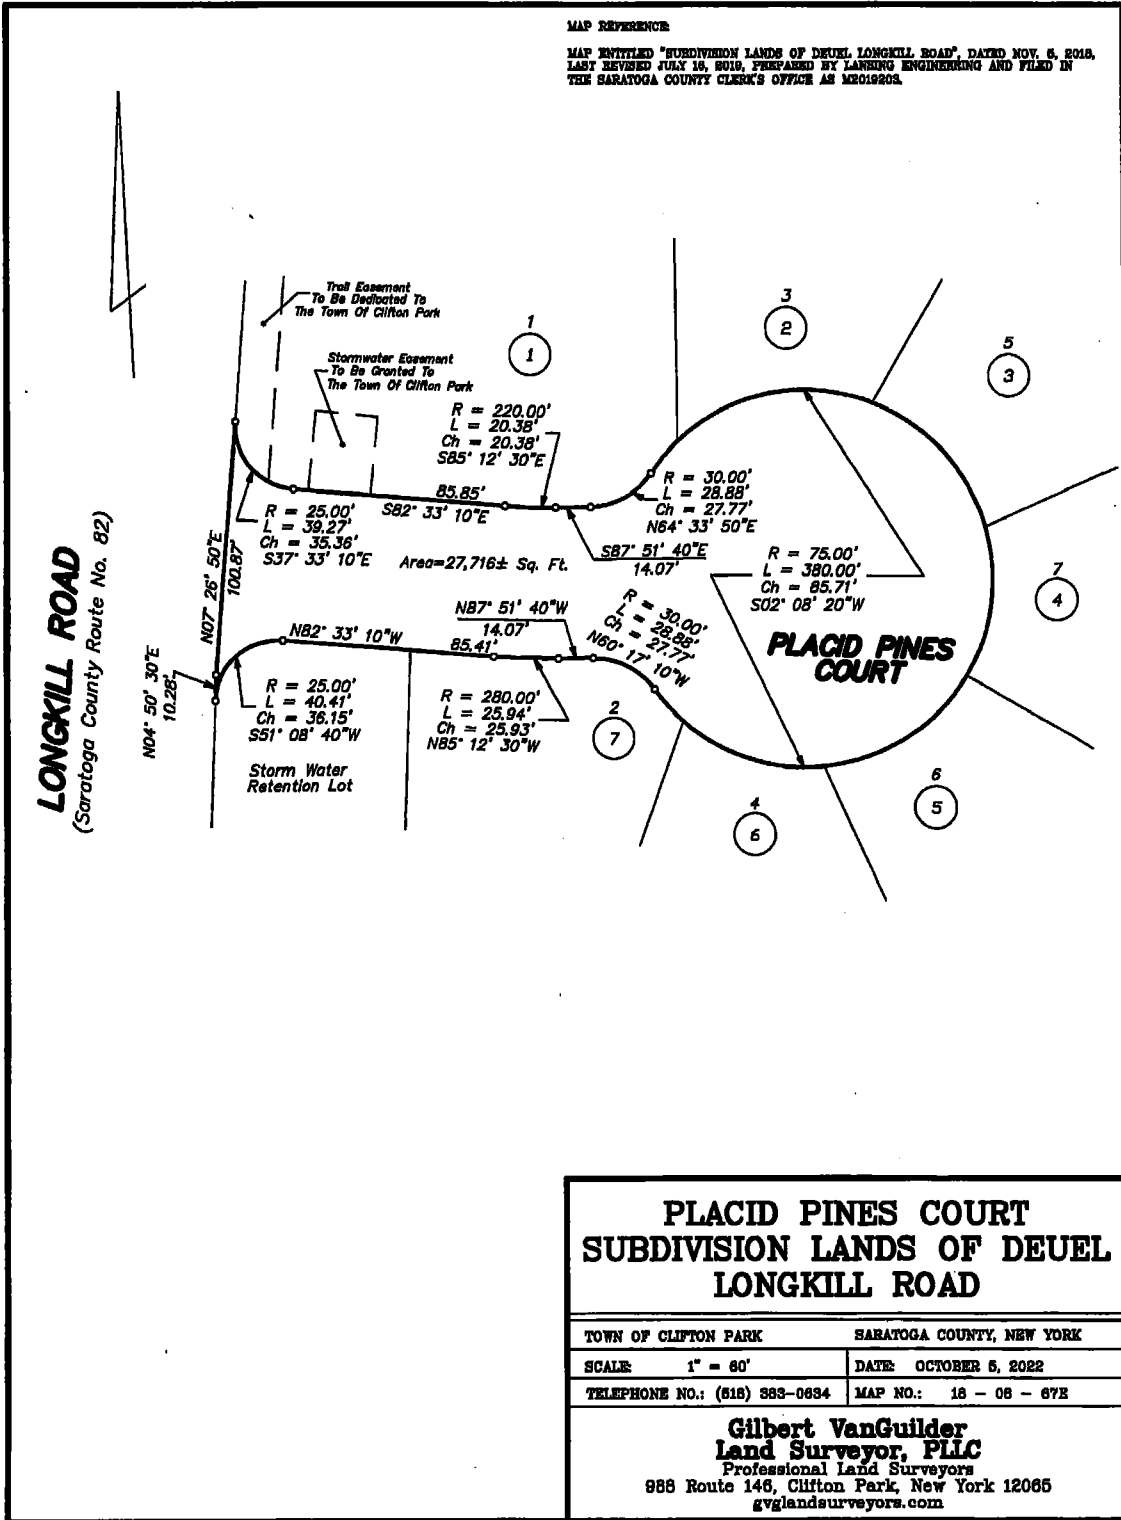 MAP REFERENCE:
MAP ENTITLED "SUBDIVISION LANDS OF DEUEL LONGKILL ROAD", DATED NOV. 6, 2018,
LAST REVISED JULY 16, 2019, PREPARED BY LANSING ENGINEERING AND FILED IN
THE SARATOGA COUNTY CLERK'S OFFICE AS M2019203.
Trail Easement
To Be Dedicated To
The Town Of Clifton Park
Stormwater Easement
To Be Granted To
The Town Of Clifton Park
1
1
3
2
5
3
7
4
6
5
4
6
2
7
R = 220.00'
L = 20.38'
Ch = 20.38'
S85° 12' 30"E
R = 30.00'
L = 28.88'
Ch = 27.77'
N64° 33' 50"E
85.85'
S82° 33' 10"E
R = 25.00'
L = 39.27'
Ch = 35.36'
S37° 33' 10"E
Area=27,716± Sq. Ft.
S87° 51' 40"E
14.07'
R = 75.00'
L = 380.00'
Ch = 85.71'
S02° 08' 20"W
PLACID PINES
COURT
N87° 51' 40"W
14.07'
R = 30.00'
L = 28.88'
Ch = 27.77'
N60° 17' 10"W
N82° 33' 10"W
85.41'
R = 25.00'
L = 40.41'
Ch = 36.15'
S51° 08' 40"W
R = 280.00'
L = 25.94'
Ch = 25.93'
N85° 12' 30"W
Storm Water
Retention Lot
LONGKILL ROAD
(Saratoga County Route No. 82)
N07° 26' 50"E
100.87'
N04° 50' 30"E
10.28'
PLACID PINES COURT
SUBDIVISION LANDS OF DEUEL
LONGKILL ROAD
TOWN OF CLIFTON PARK SARATOGA COUNTY, NEW YORK
SCALE: 1" = 60' DATE: OCTOBER 5, 2022
TELEPHONE NO.: (518) 383-0634 MAP NO.: 18 - 06 - 67E
Gilbert VanGuilder
Land Surveyor, PLLC
Professional Land Surveyors
988 Route 146, Clifton Park, New York 12065
gvglandsurveyors.com